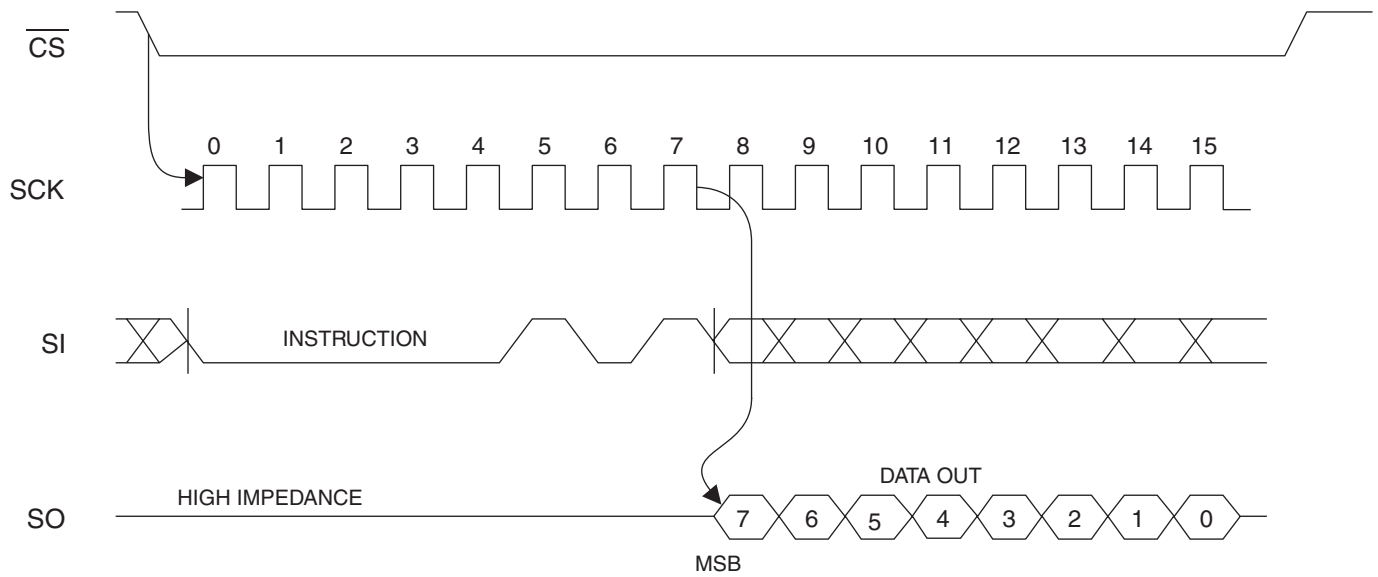 CS
0 1 2 3 4 5 6 7 8 9 10 11 12 13 14 15
SCK
SI
INSTRUCTION
HIGH IMPEDANCE
DATA OUT
SO
7 6 5 4 3 2 1 0
MSB